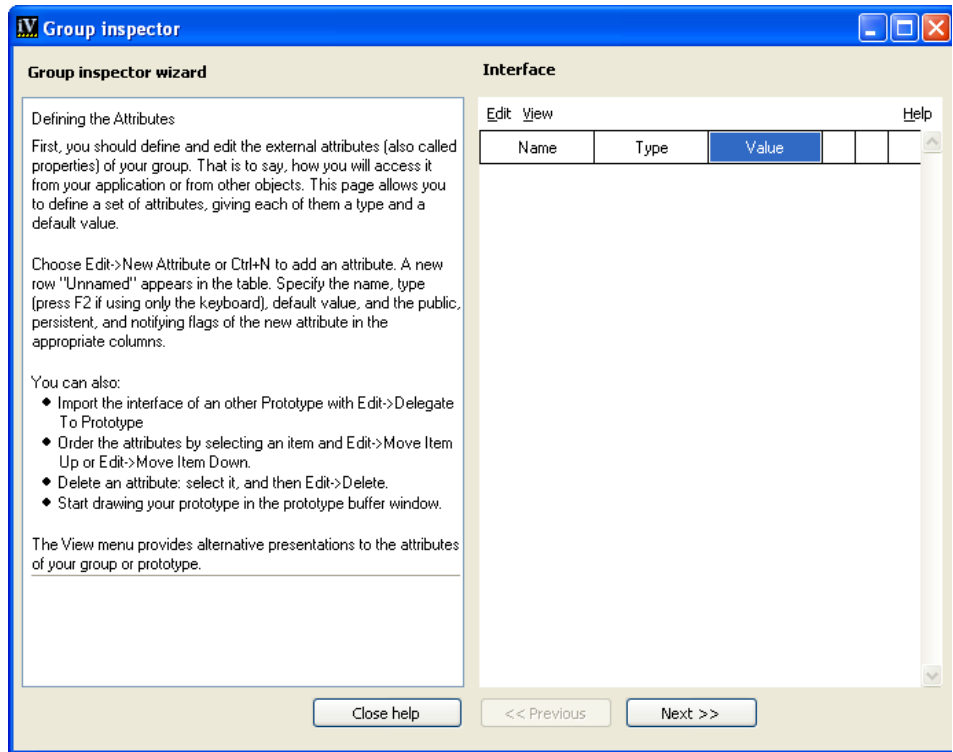 iV Group inspector
Group inspector wizard
Interface
Defining the Attributes
First, you should define and edit the external attributes (also called
properties) of your group. That is to say, how you will access it
from your application or from other objects. This page allows you
to define a set of attributes, giving each of them a type and a
default value.
Choose Edit->New Attribute or Ctrl+N to add an attribute. A new
row "Unnamed" appears in the table. Specify the name, type
(press F2 if using only the keyboard), default value, and the public,
persistent, and notifying flags of the new attribute in the
appropriate columns.
You can also:
• Import the interface of an other Prototype with Edit->Delegate
To Prototype
• Order the attributes by selecting an item and Edit->Move Item
Up or Edit->Move Item Down.
• Delete an attribute: select it, and then Edit->Delete.
• Start drawing your prototype in the prototype buffer window.
The View menu provides alternative presentations to the attributes
of your group or prototype.
Edit View Help
Name Type Value
Close help << Previous Next >>